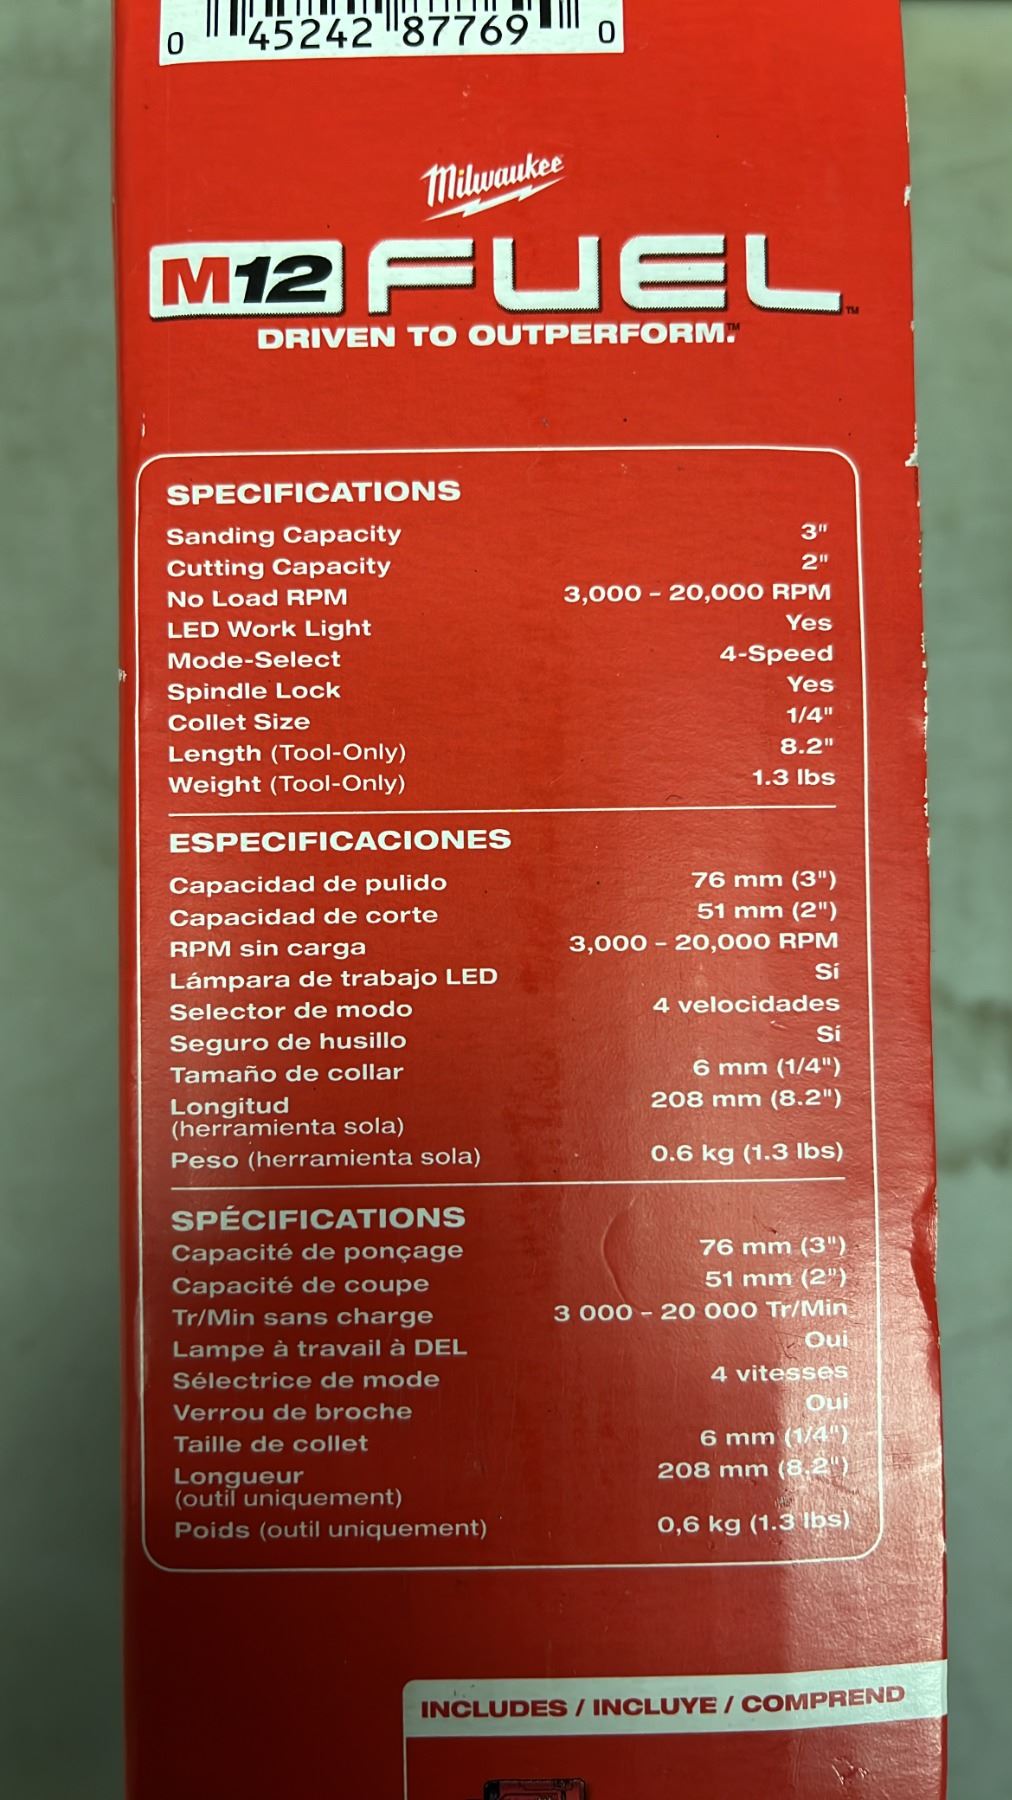 0 45242 87769 0
Milwaukee
M12 FUEL™
DRIVEN TO OUTPERFORM.™
SPECIFICATIONS
Sanding Capacity 3"
Cutting Capacity 2"
No Load RPM 3,000 – 20,000 RPM
LED Work Light Yes
Mode-Select 4-Speed
Spindle Lock Yes
Collet Size 1/4"
Length (Tool-Only) 8.2"
Weight (Tool-Only) 1.3 lbs
ESPECIFICACIONES
Capacidad de pulido 76 mm (3")
Capacidad de corte 51 mm (2")
RPM sin carga 3,000 – 20,000 RPM
Lámpara de trabajo LED Sí
Selector de modo 4 velocidades
Seguro de husillo Sí
Tamaño de collar 6 mm (1/4")
Longitud 208 mm (8.2")
(herramienta sola)
Peso (herramienta sola) 0.6 kg (1.3 lbs)
SPÉCIFICATIONS
Capacité de ponçage 76 mm (3")
Capacité de coupe 51 mm (2")
Tr/Min sans charge 3 000 – 20 000 Tr/Min
Lampe à travail à DEL Oui
Sélectrice de mode 4 vitesses
Verrou de broche Oui
Taille de collet 6 mm (1/4")
Longueur 208 mm (8.2")
(outil uniquement)
Poids (outil uniquement) 0,6 kg (1.3 lbs)
INCLUDES / INCLUYE / COMPREND